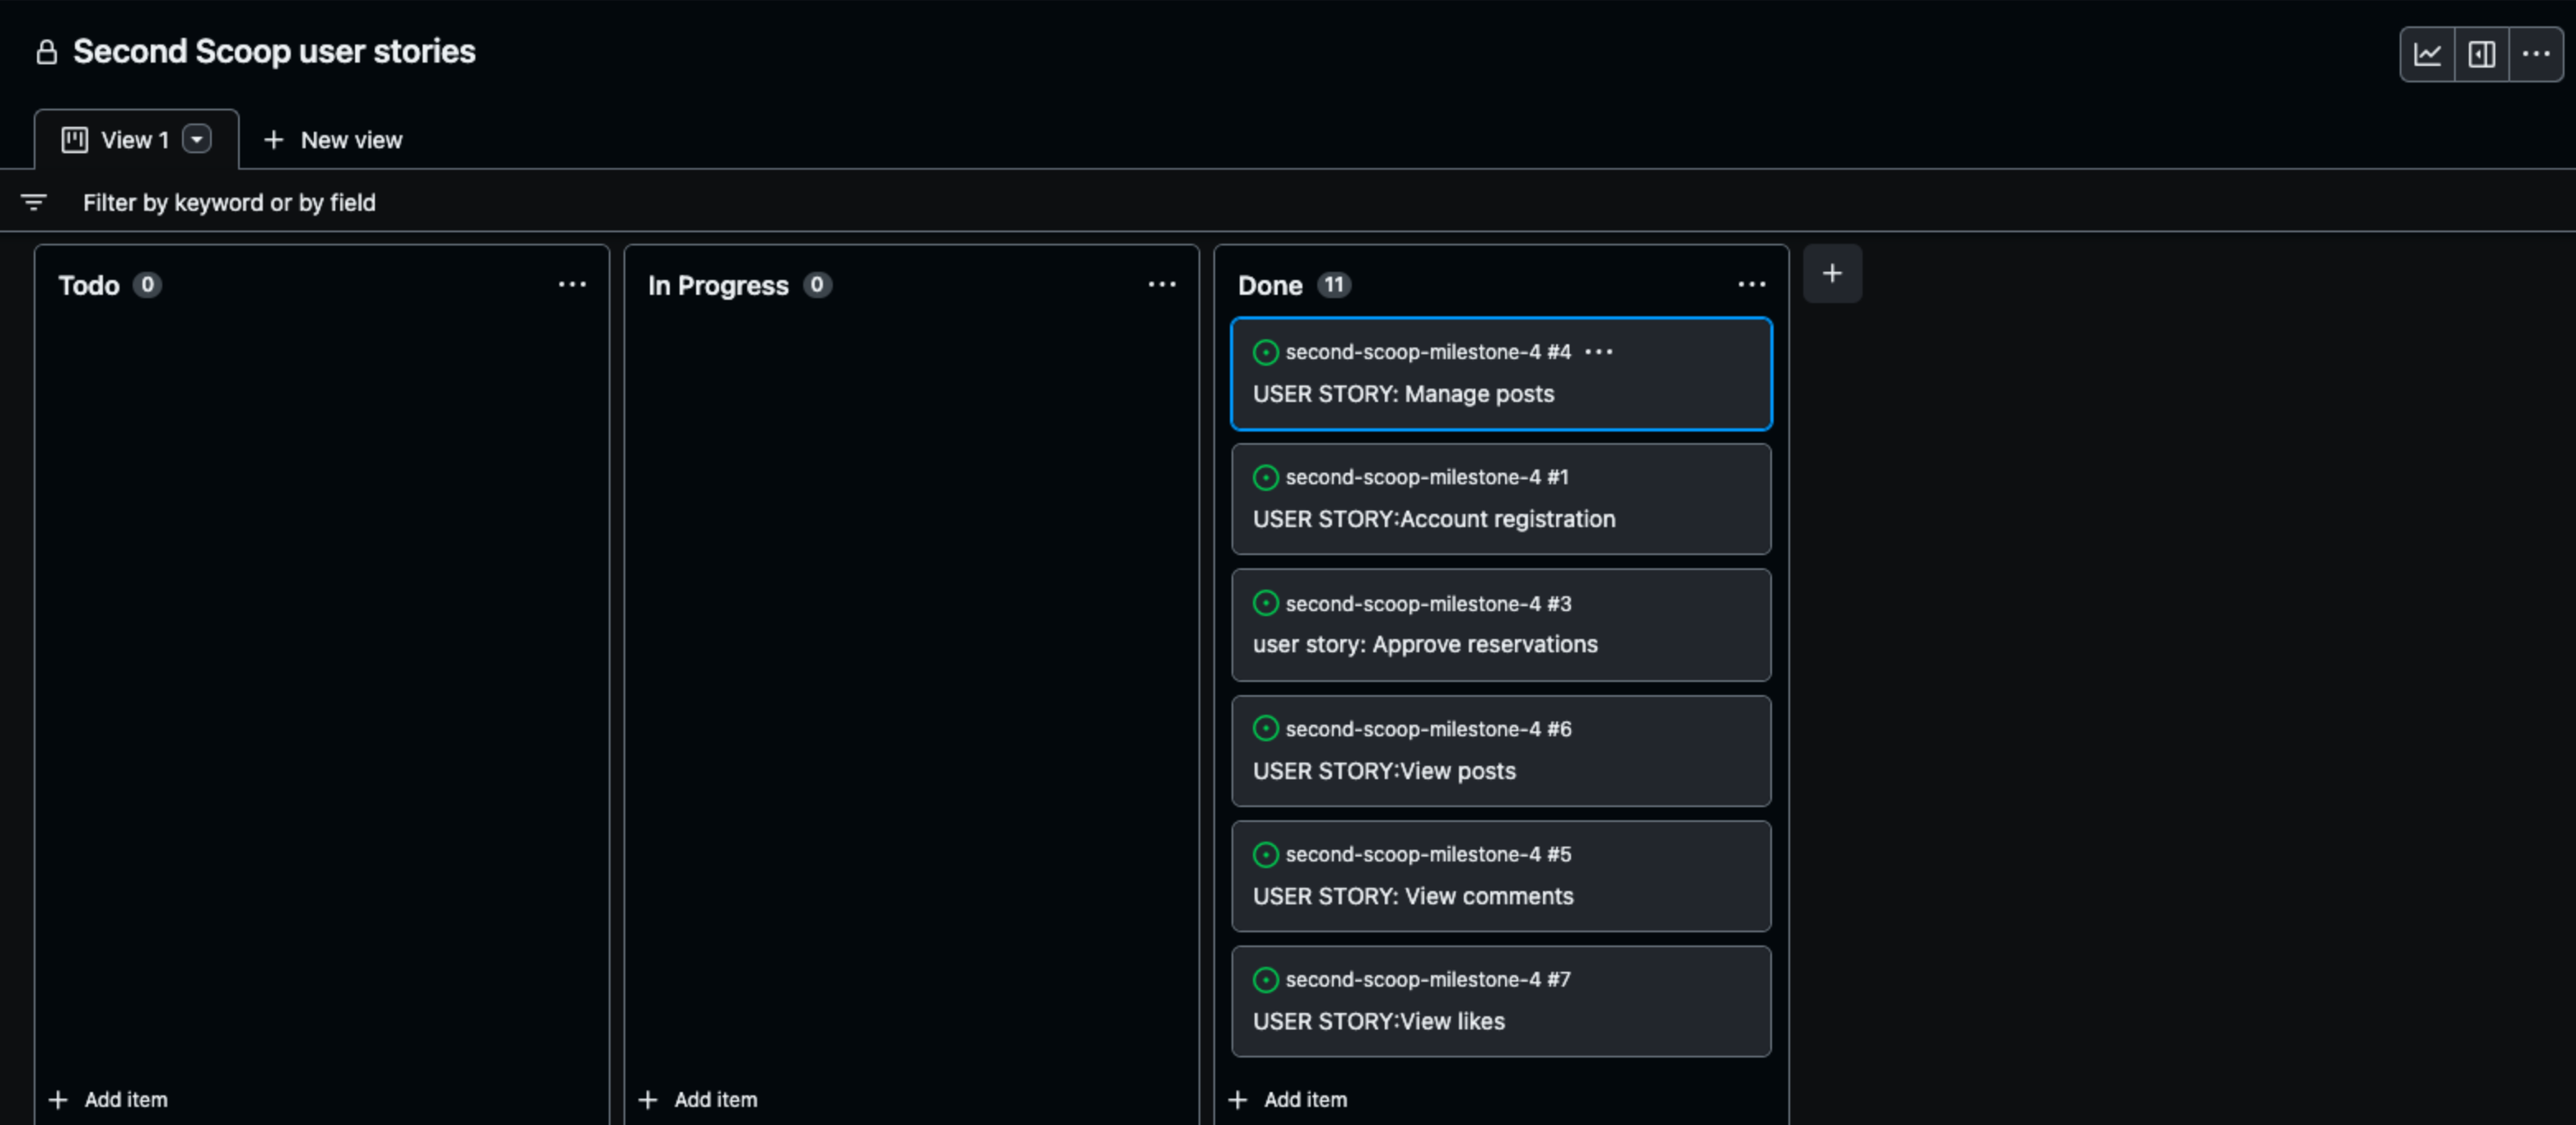 Second Scoop user stories
View 1
New view
Filter by keyword or by field
Todo 0
In Progress 0
Done 11
second-scoop-milestone-4 #4
USER STORY: Manage posts
second-scoop-milestone-4 #1
USER STORY:Account registration
second-scoop-milestone-4 #3
user story: Approve reservations
second-scoop-milestone-4 #6
USER STORY:View posts
second-scoop-milestone-4 #5
USER STORY: View comments
second-scoop-milestone-4 #7
USER STORY:View likes
Add item
Add item
Add item